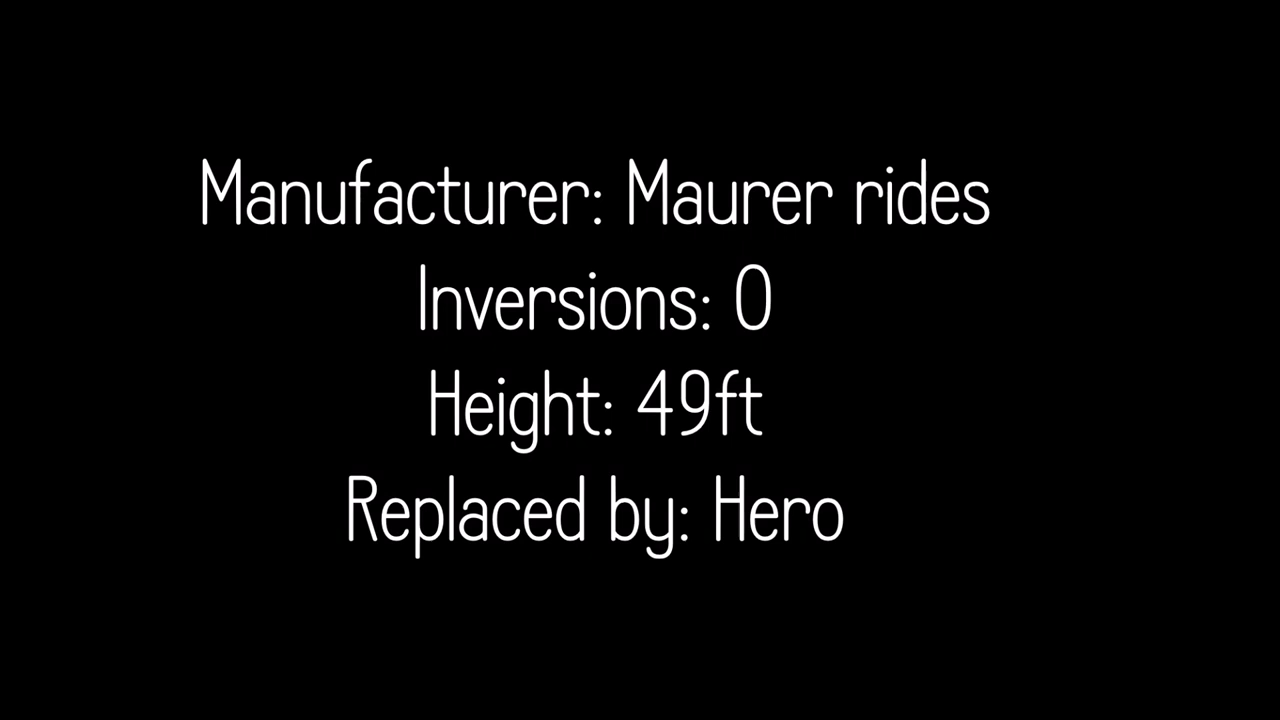 Manufacturer: Maurer rides
Inversions: 0
Height: 49ft
Replaced by: Hero